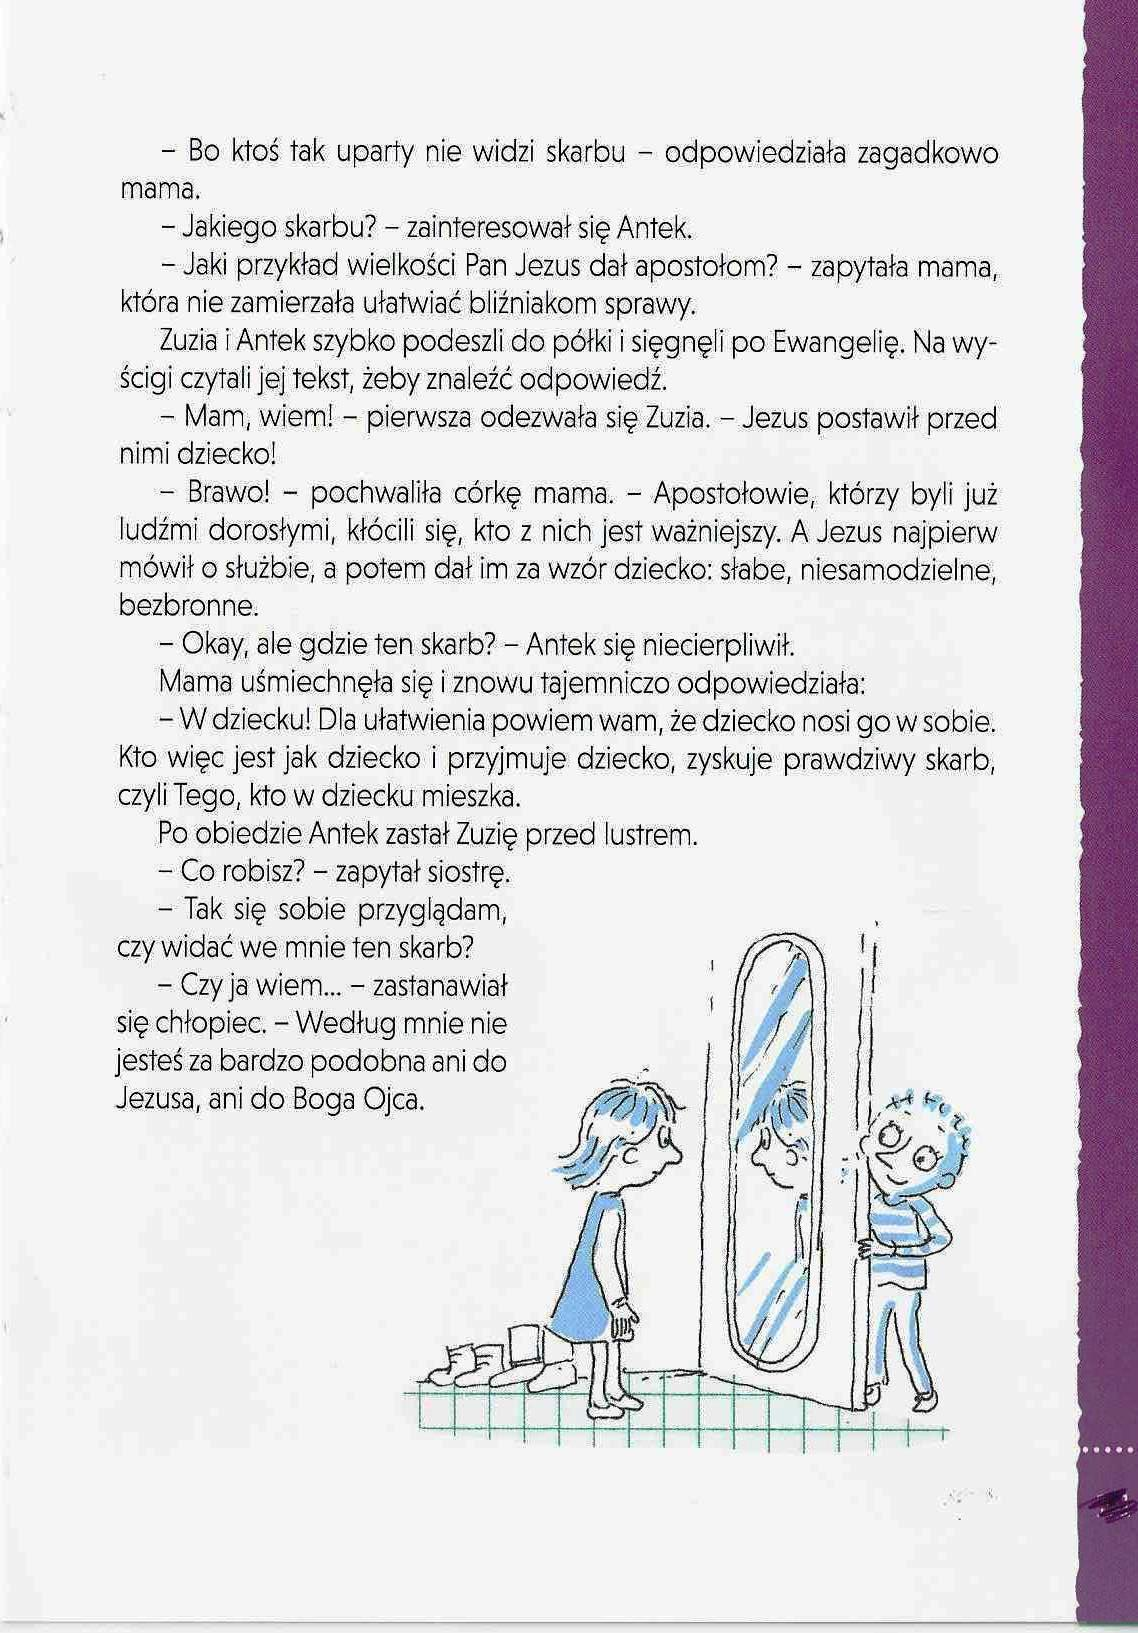 – Bo ktoś tak uparty nie widzi skarbu – odpowiedziała zagadkowo
mama.
– Jakiego skarbu? – zainteresował się Antek.
– Jaki przykład wielkości Pan Jezus dał apostołom? – zapytała mama,
która nie zamierzała ułatwiać bliźniakom sprawy.
Zuzia i Antek szybko podeszli do półki i sięgnęli po Ewangelię. Na wy-
ścigi czytali jej tekst, żeby znaleźć odpowiedź.
– Mam, wiem! – pierwsza odezwała się Zuzia. – Jezus postawił przed
nimi dziecko!
– Brawo! – pochwaliła córkę mama. – Apostołowie, którzy byli już
ludźmi dorosłymi, kłócili się, kto z nich jest ważniejszy. A Jezus najpierw
mówił o służbie, a potem dał im za wzór dziecko: słabe, niesamodzielne,
bezbronne.
– Okay, ale gdzie ten skarb? – Antek się niecierpliwił.
Mama uśmiechnęła się i znowu tajemniczo odpowiedziała:
– W dziecku! Dla ułatwienia powiem wam, że dziecko nosi go w sobie.
Kto więc jest jak dziecko i przyjmuje dziecko, zyskuje prawdziwy skarb,
czyli Tego, kto w dziecku mieszka.
Po obiedzie Antek zastał Zuzię przed lustrem.
– Co robisz? – zapytał siostrę.
– Tak się sobie przyglądam,
czy widać we mnie ten skarb?
– Czy ja wiem... – zastanawiał
się chłopiec. – Według mnie nie
jesteś za bardzo podobna ani do
Jezusa, ani do Boga Ojca.